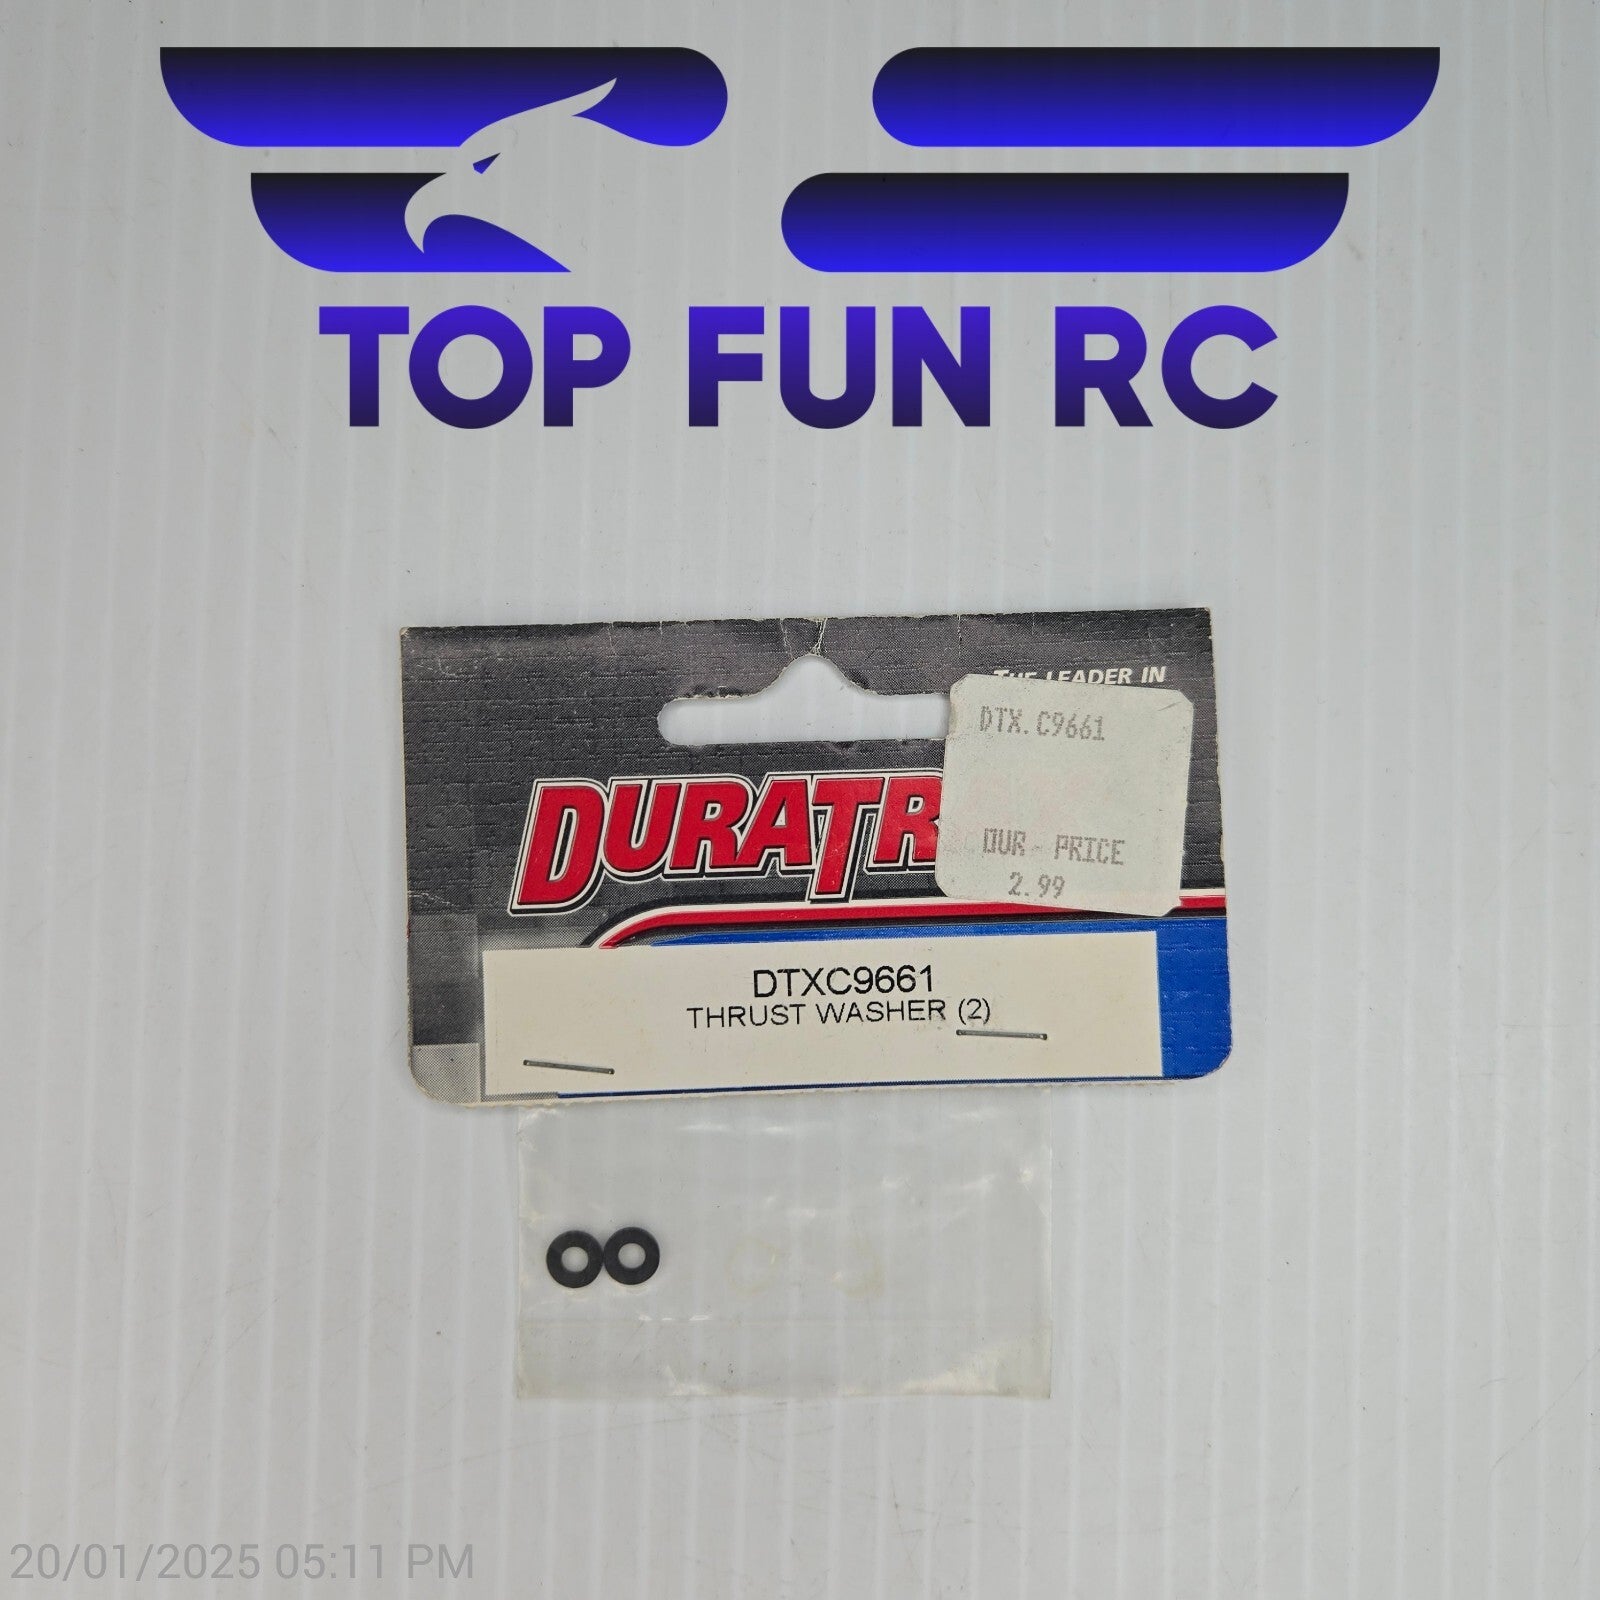 TOP FUN RC
THE LEADER IN
DTX. C9661
DURATR
OUR - PRICE
2.99
DTXC9661
THRUST WASHER (2)
20/01/2025 05:11 PM